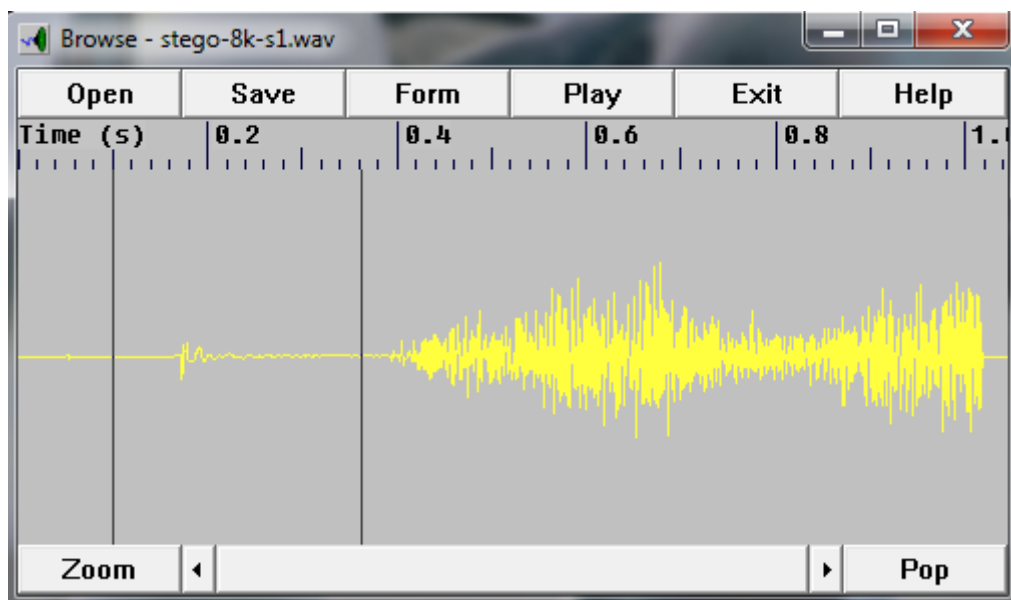 Browse - stego-8k-s1.wav
Open Save Form Play Exit Help
Time (s) 0.2 0.4 0.6 0.8 1.
Zoom Pop